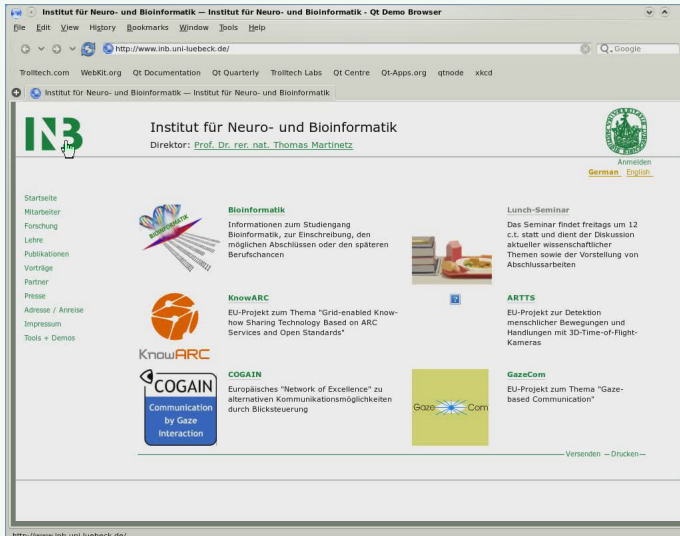 Institut für Neuro- und Bioinformatik — Institut für Neuro- und Bioinformatik - Qt Demo Browser
File Edit View History Bookmarks Window Tools Help
http://www.inb.uni-luebeck.de/
Google
Trolltech.com WebKit.org Qt Documentation Qt Quarterly Trolltech Labs Qt Centre Qt-Apps.org qtnode xkcd
Institut für Neuro- und Bioinformatik — Institut für Neuro- und Bioinformatik
INB
Institut für Neuro- und Bioinformatik
Direktor: Prof. Dr. rer. nat. Thomas Martinetz
Anmelden
German English
Startseite
Mitarbeiter
Forschung
Lehre
Publikationen
Vorträge
Partner
Presse
Adresse / Anreise
Impressum
Tools + Demos
BIOINFORMATIK
Bioinformatik
Informationen zum Studiengang
Bioinformatik, zur Einschreibung, den
möglichen Abschlüssen oder den späteren
Berufschancen
Lunch-Seminar
Das Seminar findet freitags um 12
c.t. statt und dient der Diskussion
aktueller wissenschaftlicher
Themen sowie der Vorstellung von
Abschlussarbeiten
KnowARC
KnowARC
EU-Projekt zum Thema "Grid-enabled Know-
how Sharing Technology Based on ARC
Services and Open Standards"
?
ARTTS
EU-Projekt zur Detektion
menschlicher Bewegungen und
Handlungen mit 3D-Time-of-Flight-
Kameras
COGAIN
Communication
by Gaze
Interaction
COGAIN
Europäisches "Network of Excellence" zu
alternativen Kommunikationsmöglichkeiten
durch Blicksteuerung
Gaze Com
GazeCom
EU-Projekt zum Thema "Gaze-
based Communication"
Versenden — Drucken
http://www.inb.uni-luebeck.de/